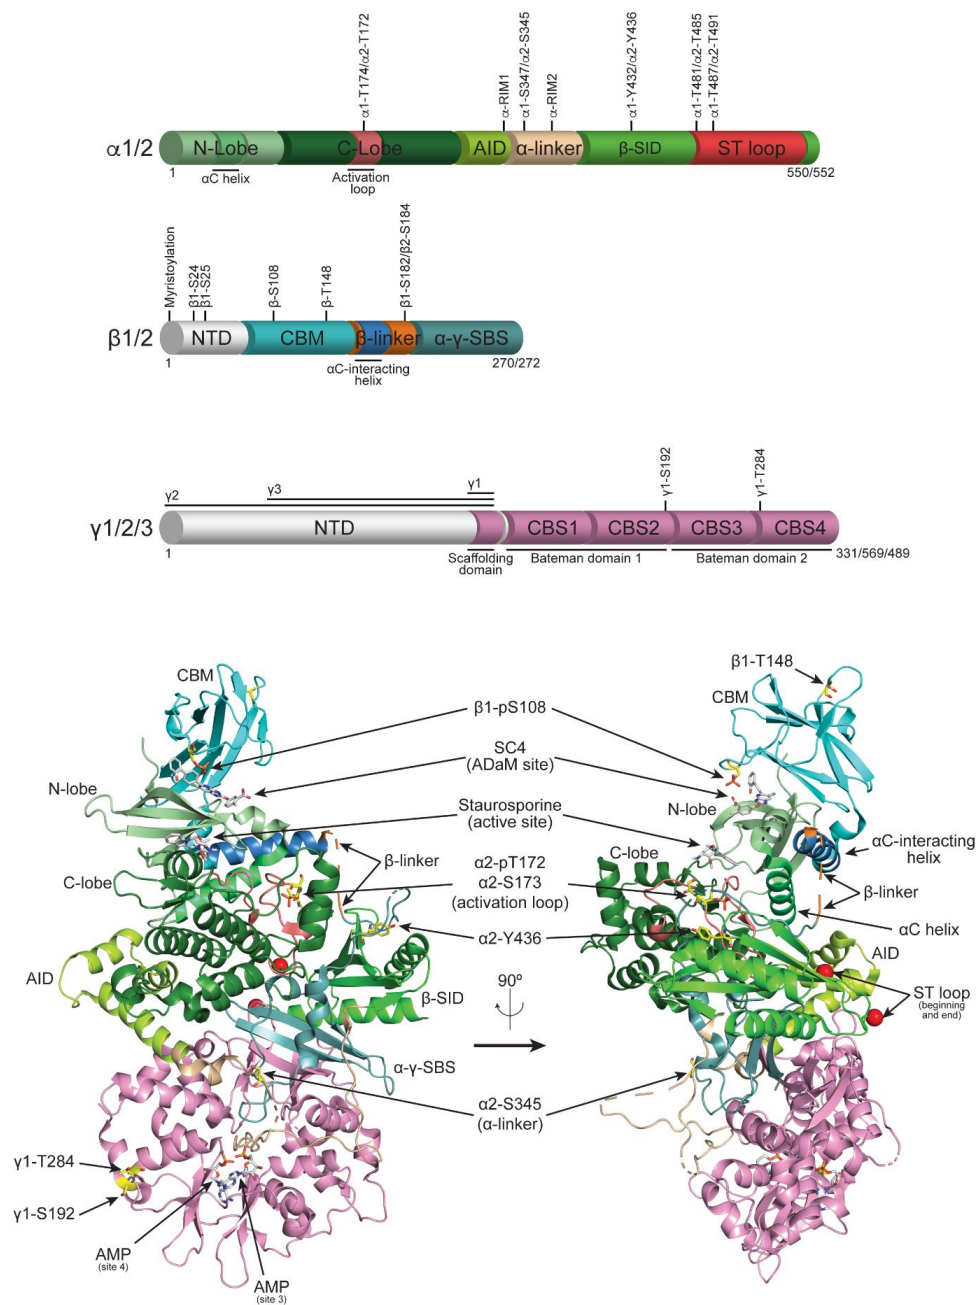 α1-T174/α2-T172
α-RIM1
α1-S347/α2-S345
α-RIM2
α1-Y432/α2-Y436
α1-T481/α2-T485
α1-T487/α2-T491
α1/2
N-Lobe
C-Lobe
AID
α-linker
β-SID
ST loop
1
αC helix
Activation
loop
550/552
Myristoylation
β1-S24
β1-S25
β-S108
β-T148
β1-S182/β2-S184
β1/2
NTD
CBM
β-linker
α-γ-SBS
1
αC-interacting
helix
270/272
γ2
γ3
γ1
γ1-S192
γ1-T284
γ1/2/3
NTD
CBS1
CBS2
CBS3
CBS4
1
Scaffolding
domain
Bateman domain 1
Bateman domain 2
331/569/489
CBM
β1-T148
CBM
β1-pS108
SC4
(ADaM site)
N-lobe
N-lobe
Staurosporine
(active site)
C-lobe
αC-interacting
helix
β-linker
C-lobe
α2-pT172
α2-S173
(activation loop)
β-linker
αC helix
α2-Y436
AID
AID
β-SID
90º
ST loop
(beginning
and end)
α-γ-SBS
α2-S345
(α-linker)
γ1-T284
γ1-S192
AMP
(site 4)
AMP
(site 3)